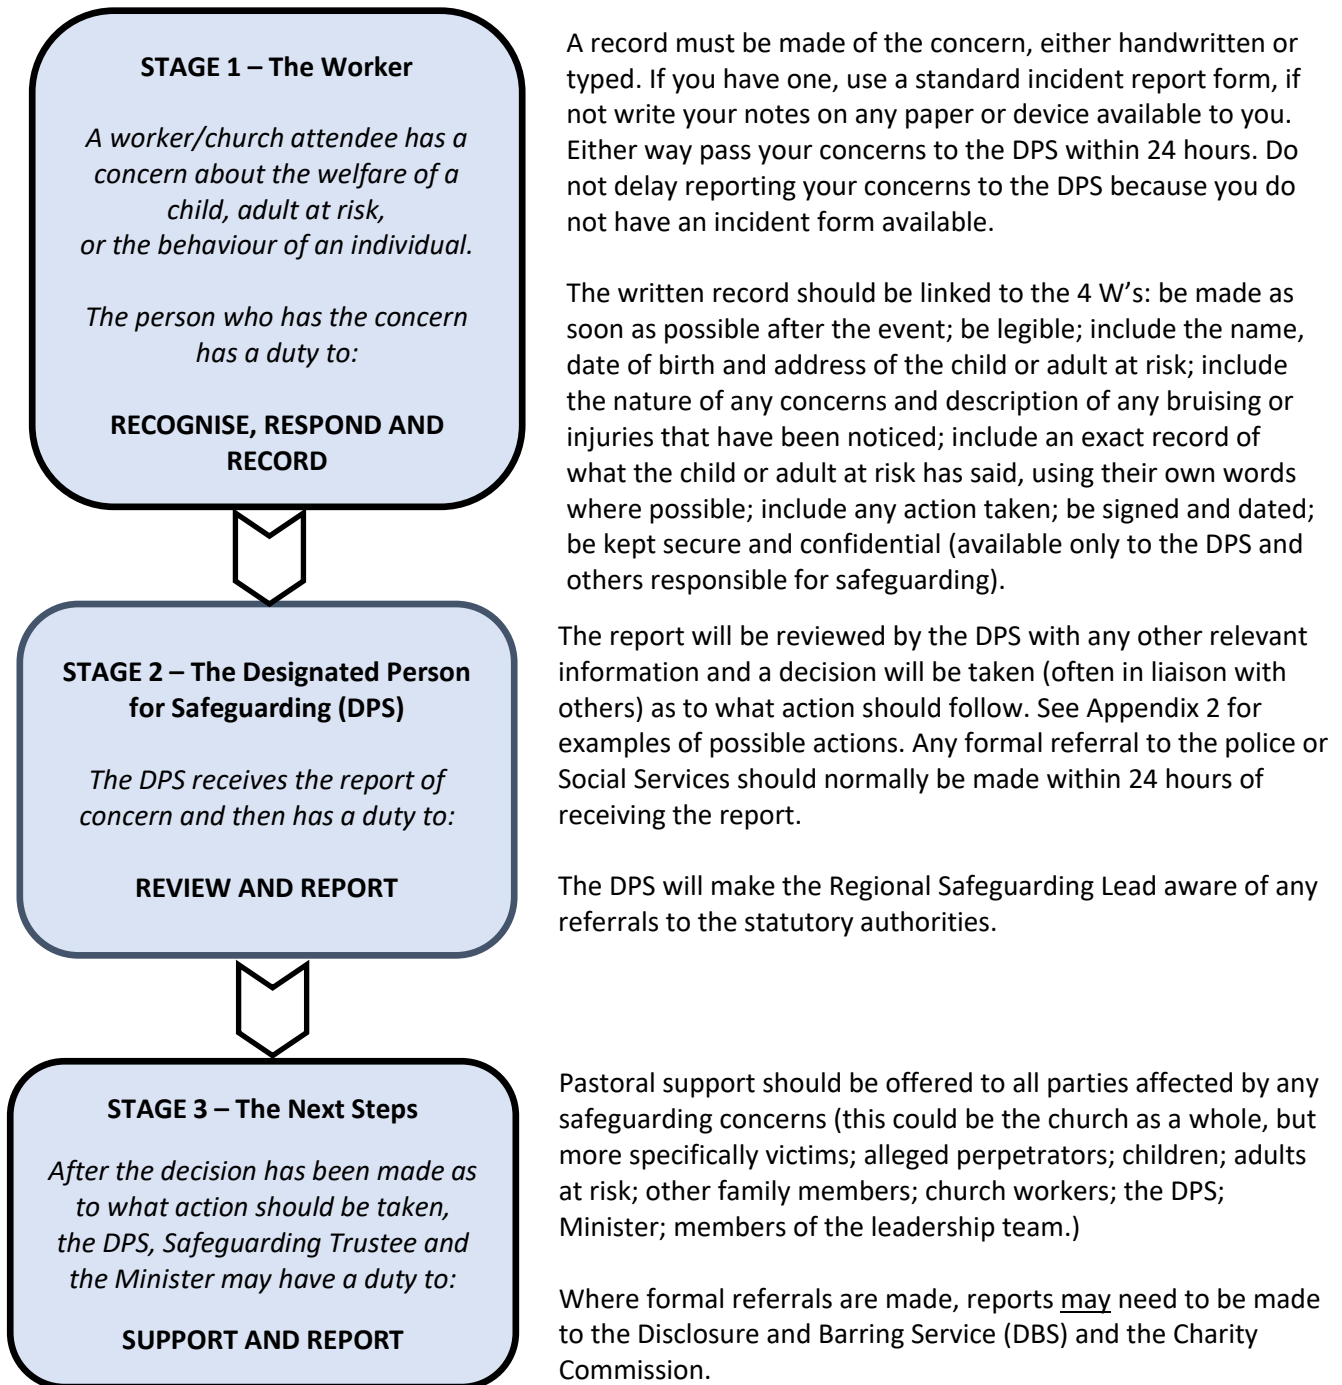 STAGE 1 – The Worker
A worker/church attendee has a
concern about the welfare of a
child, adult at risk,
or the behaviour of an individual.
The person who has the concern
has a duty to:
RECOGNISE, RESPOND AND
RECORD
A record must be made of the concern, either handwritten or
typed. If you have one, use a standard incident report form, if
not write your notes on any paper or device available to you.
Either way pass your concerns to the DPS within 24 hours. Do
not delay reporting your concerns to the DPS because you do
not have an incident form available.
The written record should be linked to the 4 W’s: be made as
soon as possible after the event; be legible; include the name,
date of birth and address of the child or adult at risk; include
the nature of any concerns and description of any bruising or
injuries that have been noticed; include an exact record of
what the child or adult at risk has said, using their own words
where possible; include any action taken; be signed and dated;
be kept secure and confidential (available only to the DPS and
others responsible for safeguarding).
STAGE 2 – The Designated Person
for Safeguarding (DPS)
The DPS receives the report of
concern and then has a duty to:
REVIEW AND REPORT
The report will be reviewed by the DPS with any other relevant
information and a decision will be taken (often in liaison with
others) as to what action should follow. See Appendix 2 for
examples of possible actions. Any formal referral to the police or
Social Services should normally be made within 24 hours of
receiving the report.
The DPS will make the Regional Safeguarding Lead aware of any
referrals to the statutory authorities.
STAGE 3 – The Next Steps
After the decision has been made as
to what action should be taken,
the DPS, Safeguarding Trustee and
the Minister may have a duty to:
SUPPORT AND REPORT
Pastoral support should be offered to all parties affected by any
safeguarding concerns (this could be the church as a whole, but
more specifically victims; alleged perpetrators; children; adults
at risk; other family members; church workers; the DPS;
Minister; members of the leadership team.)
Where formal referrals are made, reports may need to be made
to the Disclosure and Barring Service (DBS) and the Charity
Commission.